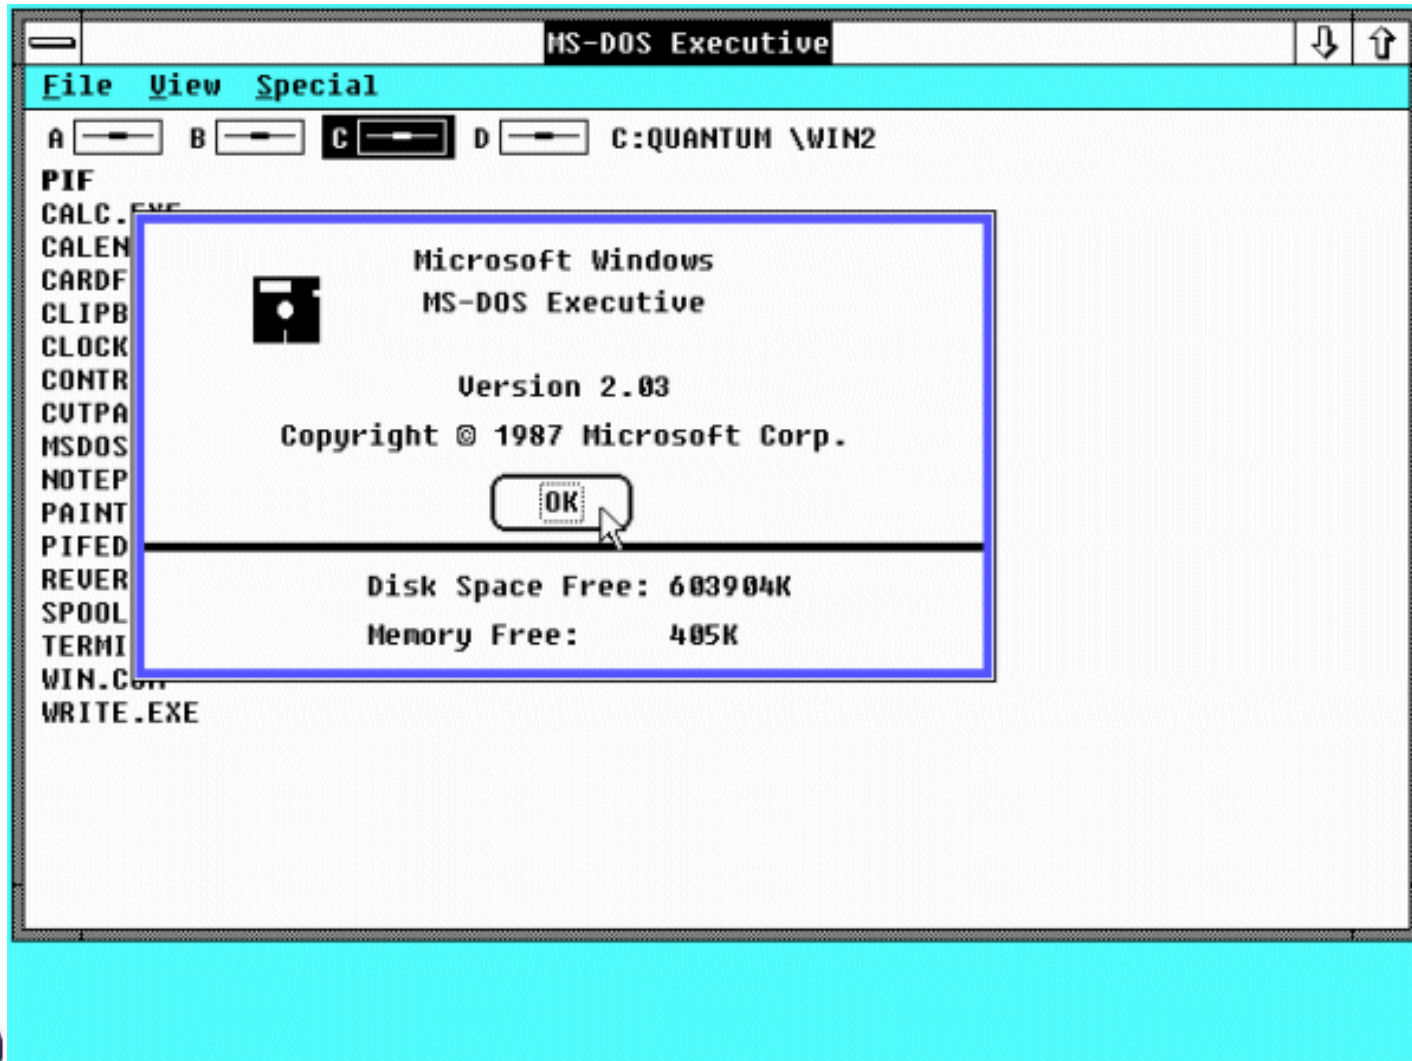 MS-DOS Executive
File View Special
A B C D C:QUANTUM \WIN2
PIF
CALC.
CALEN
CARDF
CLIPB
CLOCK
CONTR
CVTPA
MSDOS
NOTEP
PAINT
PIFED
REVER
SPOOL
TERMI
WIN.COM
WRITE.EXE
Microsoft Windows
MS-DOS Executive
Version 2.03
Copyright © 1987 Microsoft Corp.
OK
Disk Space Free: 603904K
Memory Free: 405K